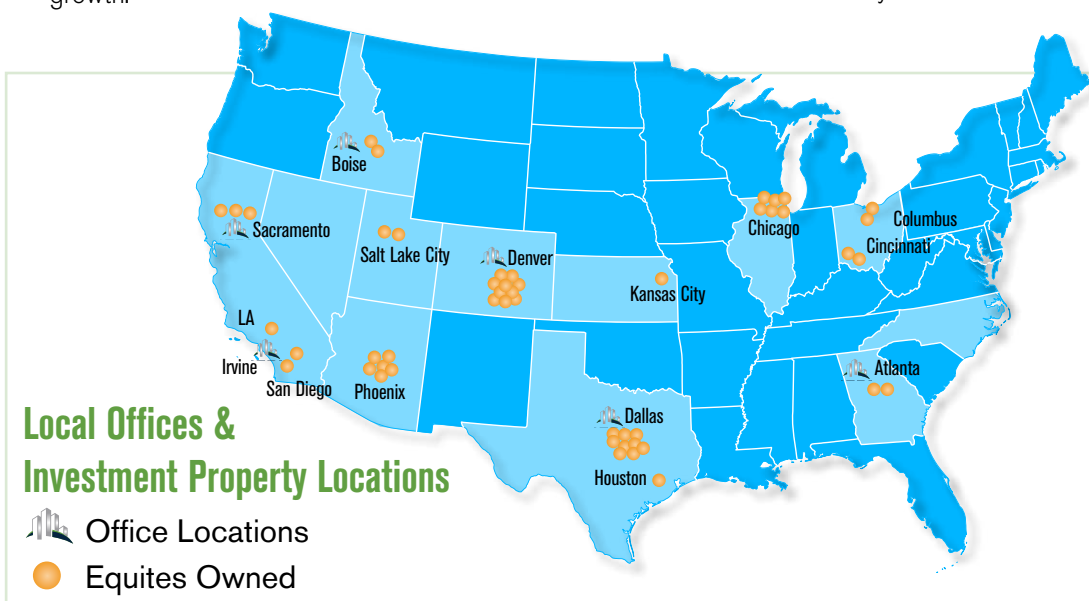 growth.
y
Boise
Sacramento
Salt Lake City
Denver
Chicago
Columbus
Cincinnati
Kansas City
LA
Irvine
San Diego
Phoenix
Atlanta
Dallas
Houston
Local Offices &
Investment Property Locations
Office Locations
Equites Owned